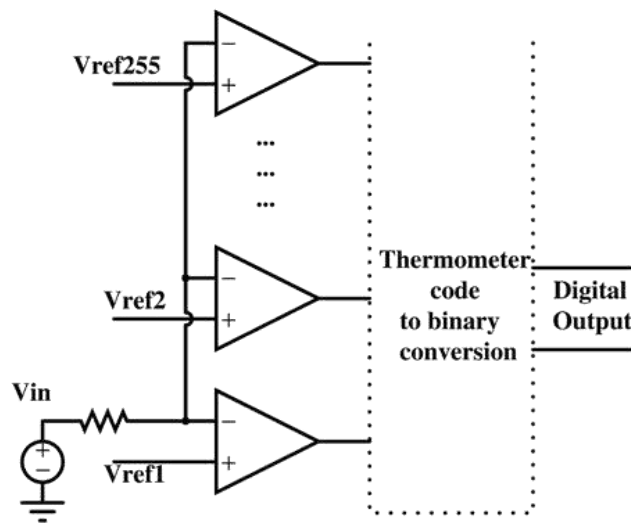 Vref255
−
+
...
...
...
−
+
Vref2
Thermometer
code
to binary
conversion
Digital
Output
Vin
+
−
−
+
Vref1